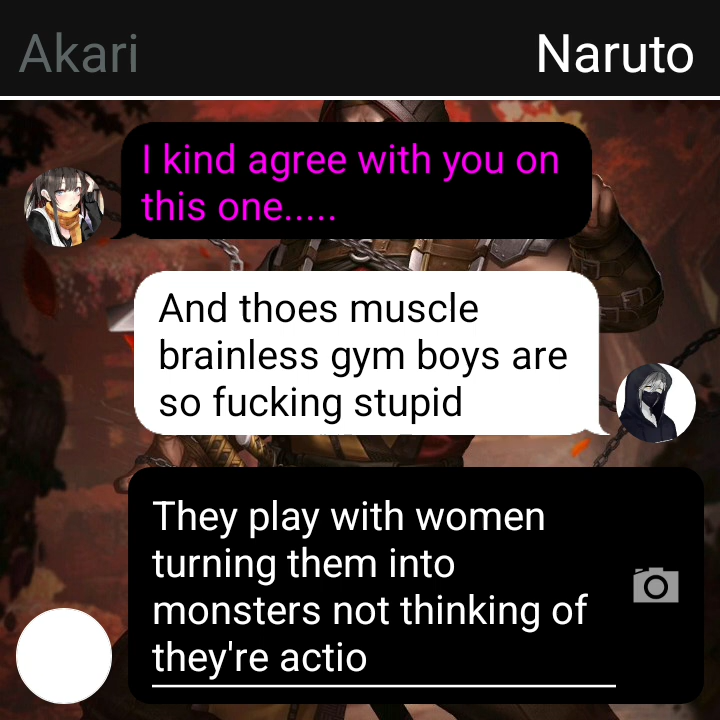 Akari
Naruto
I kind agree with you on
this one.....
And thoes muscle
brainless gym boys are
so fucking stupid
They play with women
turning them into
monsters not thinking of
they're actio